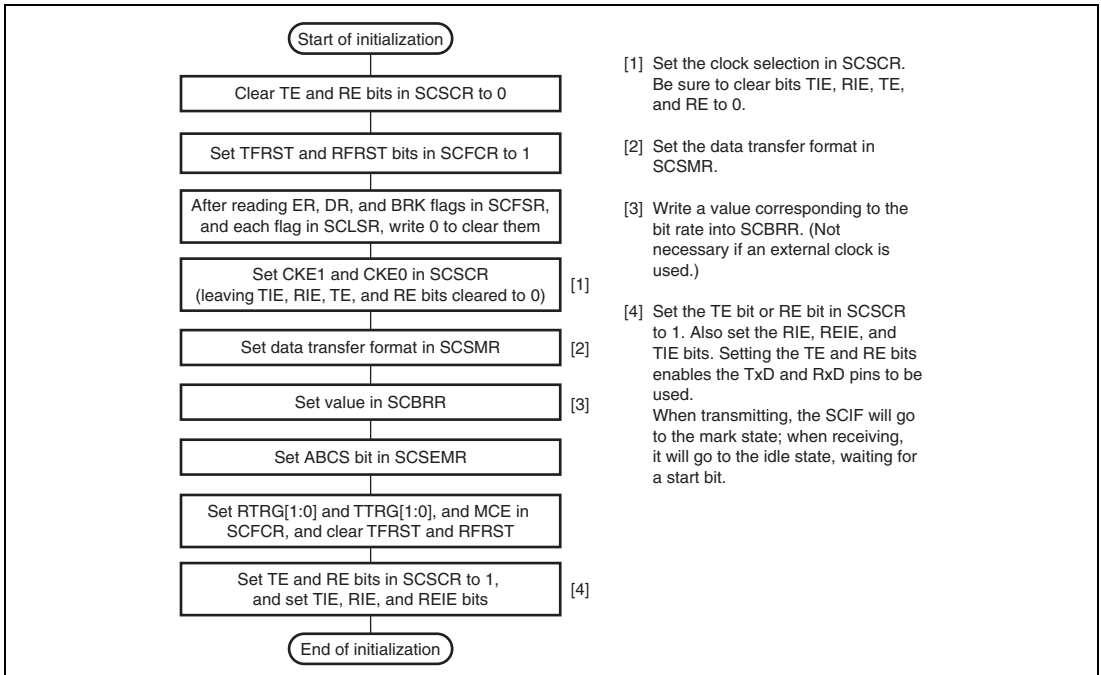 Start of initialization
Clear TE and RE bits in SCSCR to 0
Set TFRST and RFRST bits in SCFCR to 1
After reading ER, DR, and BRK flags in SCFSR,
and each flag in SCLSR, write 0 to clear them
Set CKE1 and CKE0 in SCSCR
(leaving TIE, RIE, TE, and RE bits cleared to 0)
[1]
Set data transfer format in SCSMR
[2]
Set value in SCBRR
[3]
Set ABCS bit in SCSEMR
Set RTRG[1:0] and TTRG[1:0], and MCE in
SCFCR, and clear TFRST and RFRST
Set TE and RE bits in SCSCR to 1,
and set TIE, RIE, and REIE bits
[4]
End of initialization
[1] Set the clock selection in SCSCR.
Be sure to clear bits TIE, RIE, TE,
and RE to 0.
[2] Set the data transfer format in
SCSMR.
[3] Write a value corresponding to the
bit rate into SCBRR. (Not
necessary if an external clock is
used.)
[4] Set the TE bit or RE bit in SCSCR
to 1. Also set the RIE, REIE, and
TIE bits. Setting the TE and RE bits
enables the TxD and RxD pins to be
used.
When transmitting, the SCIF will go
to the mark state; when receiving,
it will go to the idle state, waiting for
a start bit.